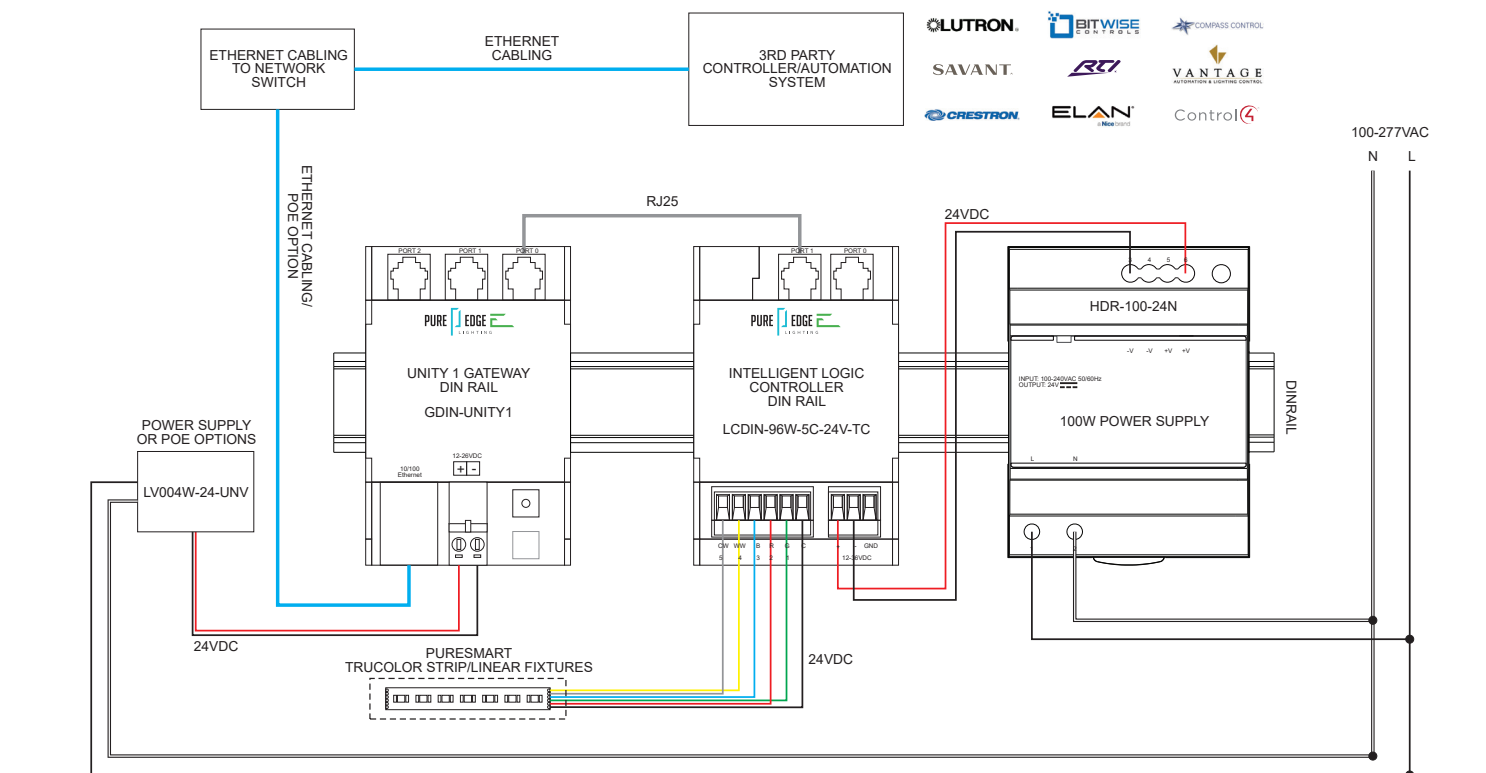 ETHERNET CABLING
TO NETWORK
SWITCH
ETHERNET
CABLING
3RD PARTY
CONTROLLER/AUTOMATION
SYSTEM
LUTRON®
BITWISE
CONTROLS
COMPASS CONTROL
SAVANT.
RTI
VANTAGE
AUTOMATION & LIGHTING CONTROL
CRESTRON.
ELAN®
a Nice brand
Control4
100-277VAC
N L
ETHERNET CABLING/
POE OPTION
RJ25
24VDC
PORT 2 PORT 1 PORT 0
PORT 1 PORT 0
3 4 5 6
PURE EDGE
LIGHTING
PURE EDGE
LIGHTING
HDR-100-24N
-V -V +V +V
UNITY 1 GATEWAY
DIN RAIL
GDIN-UNITY1
INTELLIGENT LOGIC
CONTROLLER
DIN RAIL
LCDIN-96W-5C-24V-TC
INPUT: 100-240VAC 50/60Hz
OUTPUT: 24V
100W POWER SUPPLY
DINRAIL
POWER SUPPLY
OR POE OPTIONS
LV004W-24-UNV
12-26VDC
+ -
10/100
Ethernet
L N
CW WW B R G C
5 4 3 2 1
+ - GND
12-36VDC
24VDC
PURESMART
TRUCOLOR STRIP/LINEAR FIXTURES
24VDC